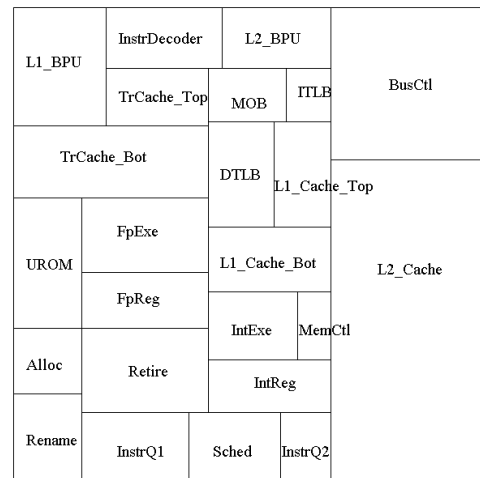 InstrDecoder
L2_BPU
L1_BPU
BusCtl
TrCache_Top
MOB
ITLB
TrCache_Bot
DTLB
L1_Cache_Top
FpExe
UROM
L1_Cache_Bot
L2_Cache
FpReg
IntExe
MemCtl
Alloc
Retire
IntReg
Rename
InstrQ1
Sched
InstrQ2